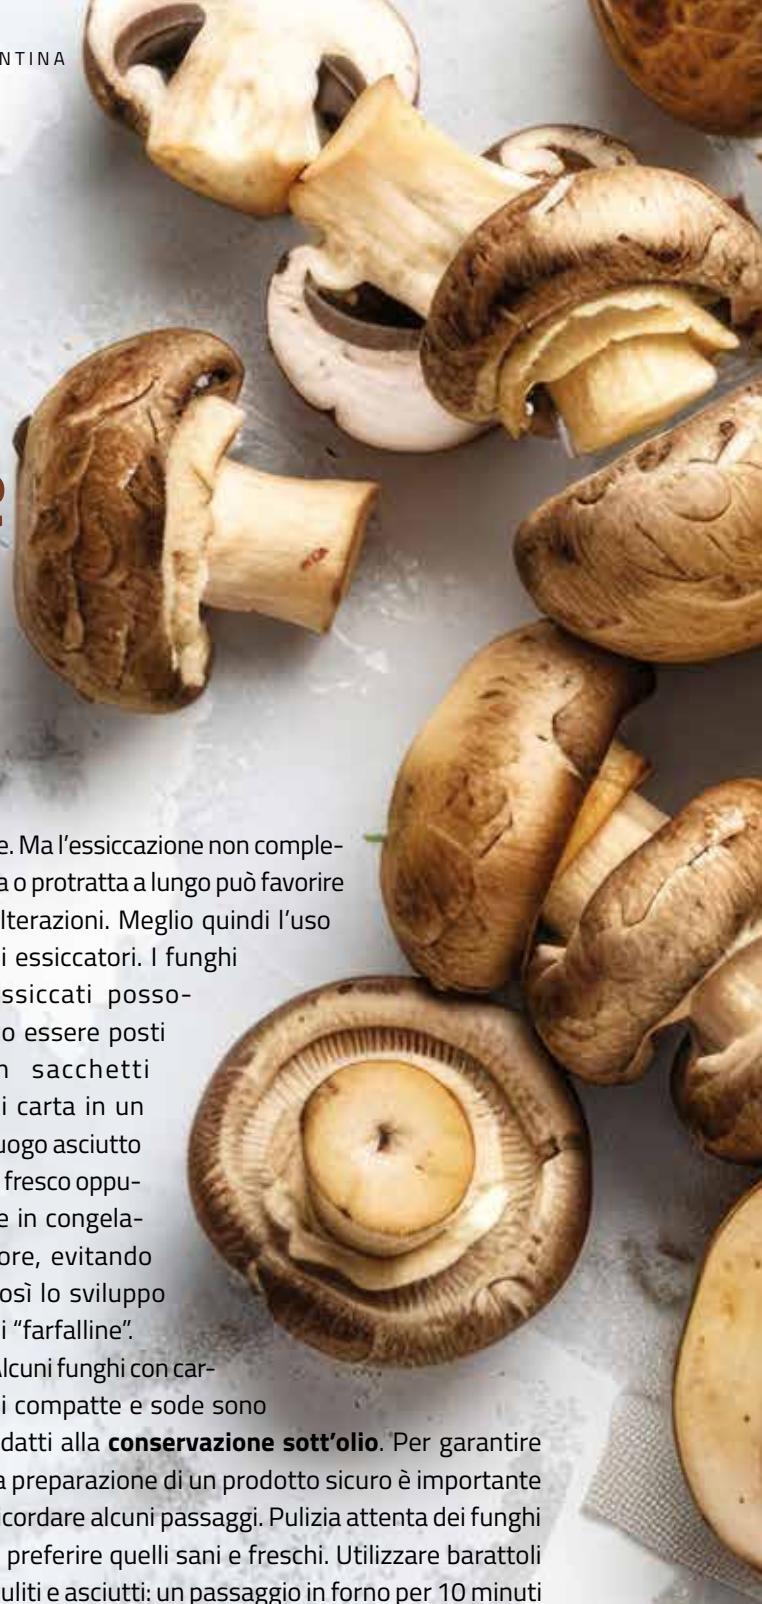 NTINA
e. Ma l’essiccazione non comple-
a o protratta a lungo può favorire
lterazioni. Meglio quindi l’uso
i essiccatori. I funghi
ssiccati posso-
o essere posti
n sacchetti
i carta in un
uogo asciutto
fresco oppu-
e in congela-
ore, evitando
osì lo sviluppo
i “farfalline”.
Alcuni funghi con car-
i compatte e sode sono
datti alla conservazione sott’olio. Per garantire
a preparazione di un prodotto sicuro è importante
icordare alcuni passaggi. Pulizia attenta dei funghi
preferire quelli sani e freschi. Utilizzare barattoli
uliti e asciutti: un passaggio in forno per 10 minuti